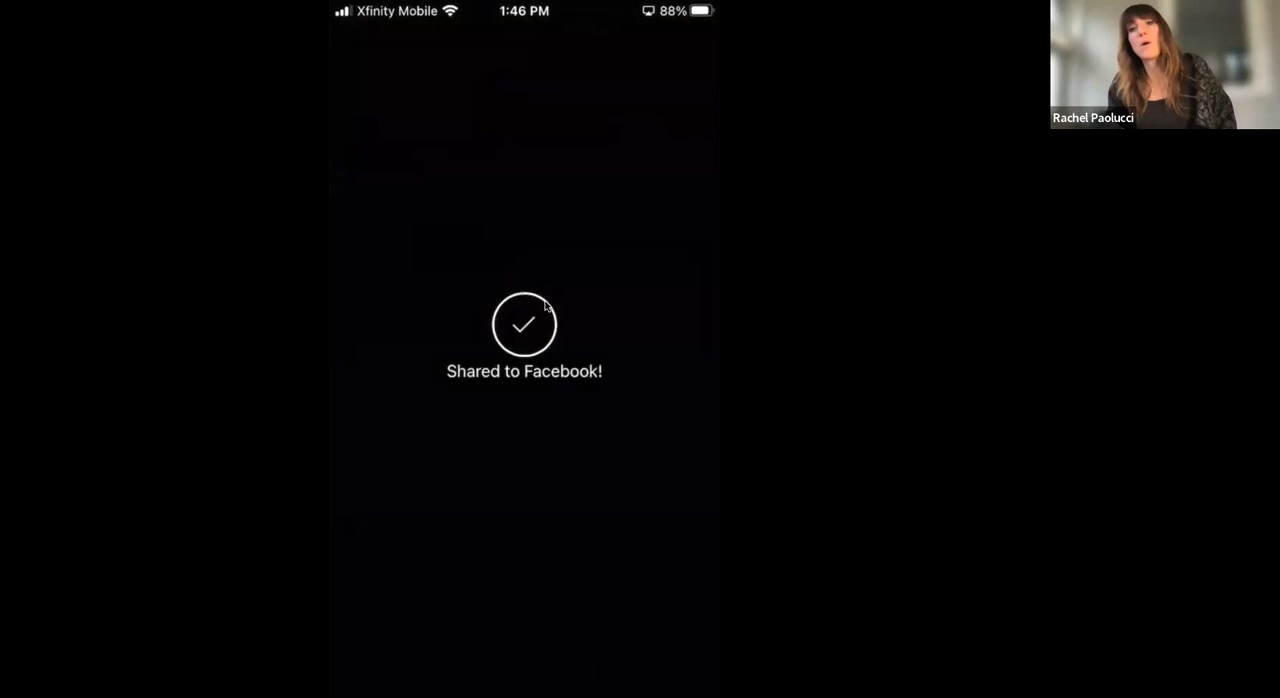 Xfinity Mobile 1:46 PM 88%
Rachel Paolucci
Shared to Facebook!